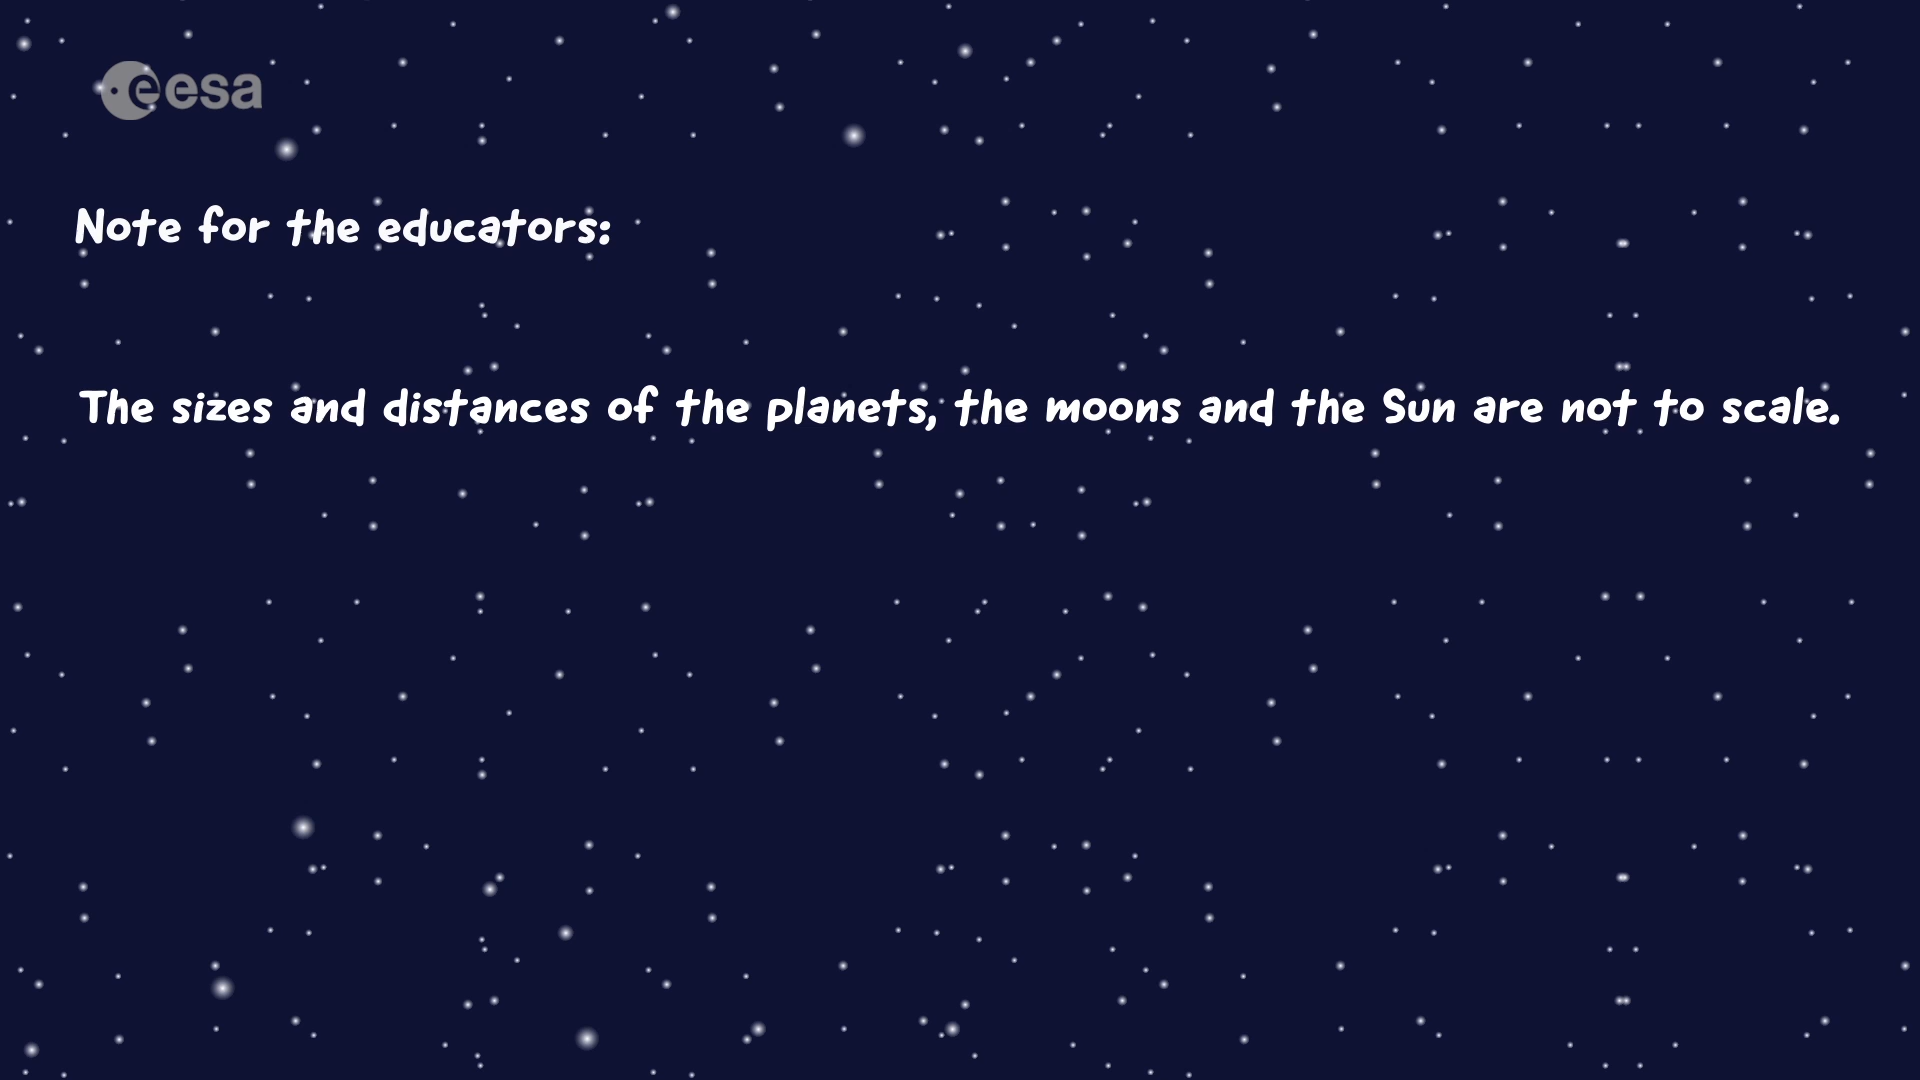 esa
Note for the educators:
The sizes and distances of the planets, the moons and the Sun are not to scale.